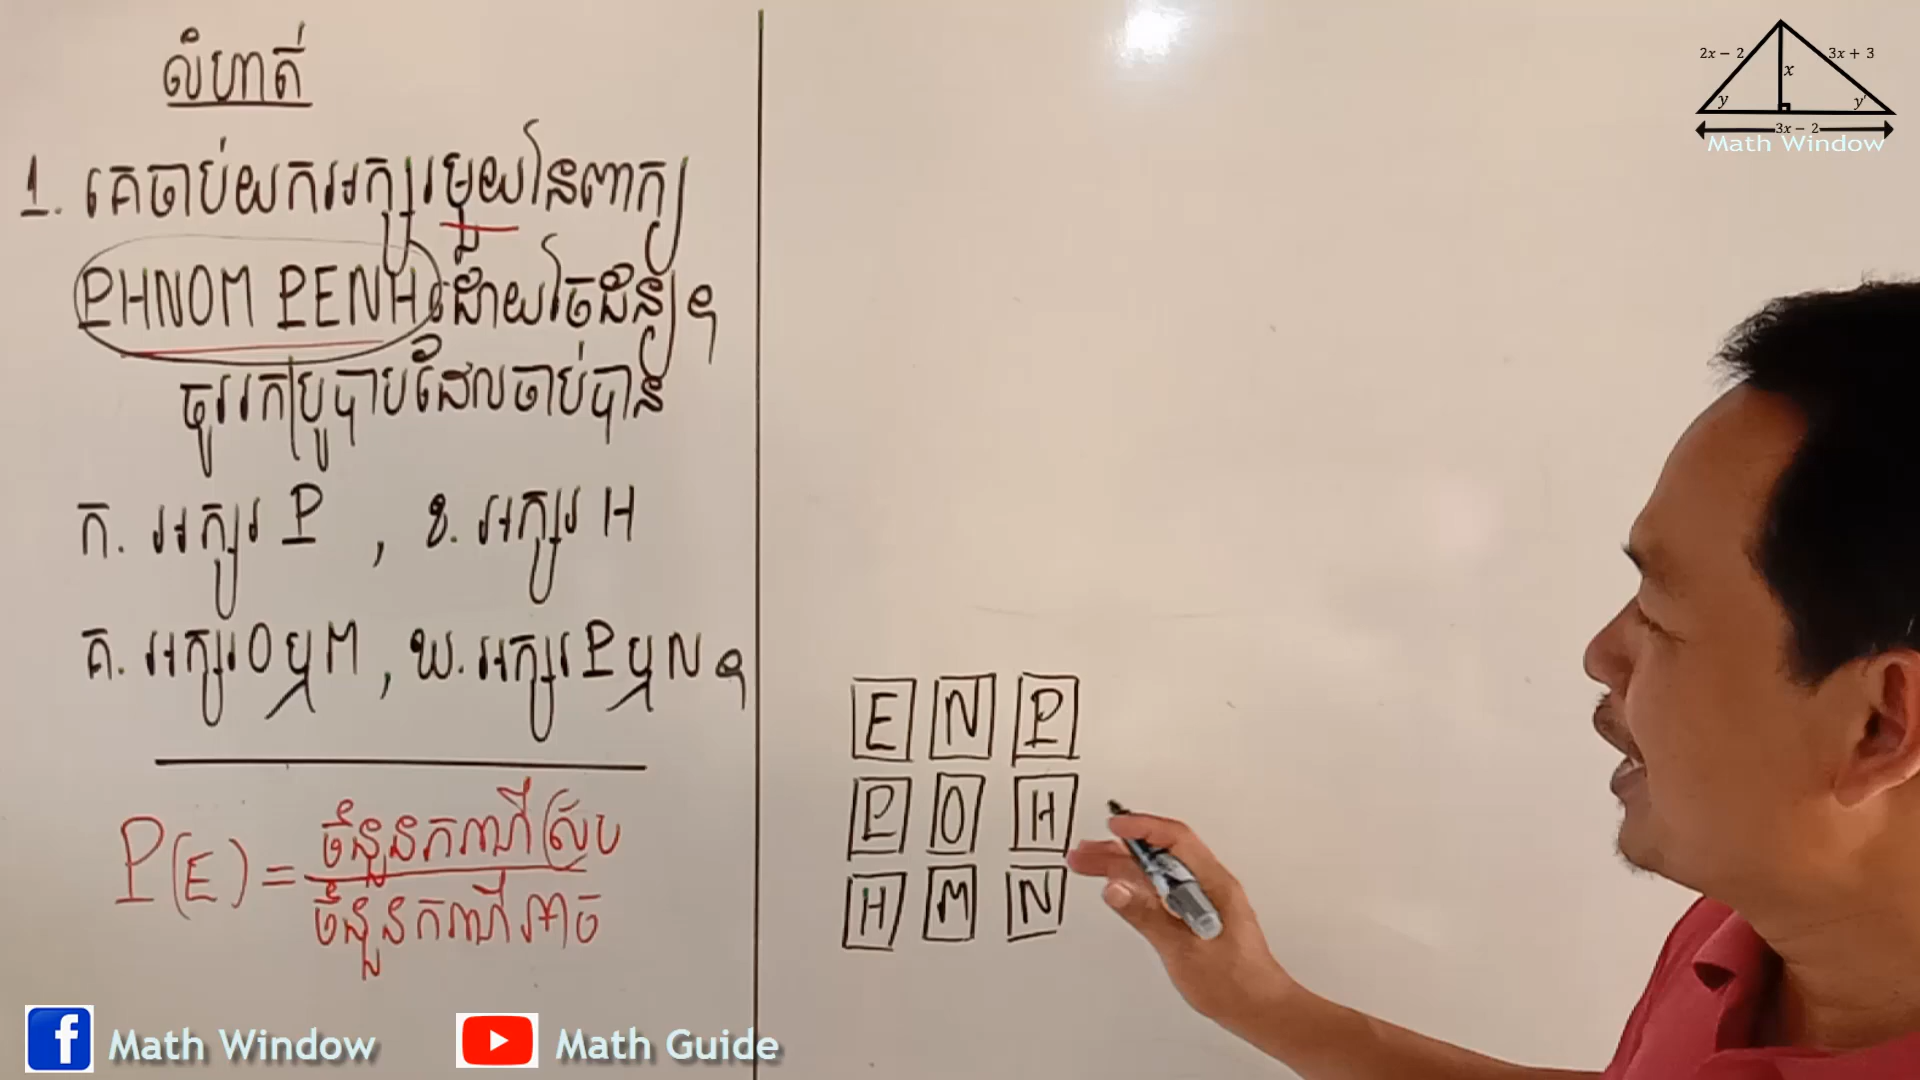 លំហាត់
1. គេចាប់យកអក្សរមួយនៃពាក្យ
PHNOM PENH ដោយចៃដន្យ ។
ចូររកប្រូបាបដែលចាប់បាន
ក. អក្សរ P , ខ. អក្សរ H
គ. អក្សរ O ឬ M , ឃ. អក្សរ P ឬ N ។
P(E) = ចំនួនករណីស្រប
ចំនួនករណីអាច
E N P
P O H
H M N
2x − 2
3x + 3
x
y
y'
3x − 2
Math Window
Math Window
Math Guide